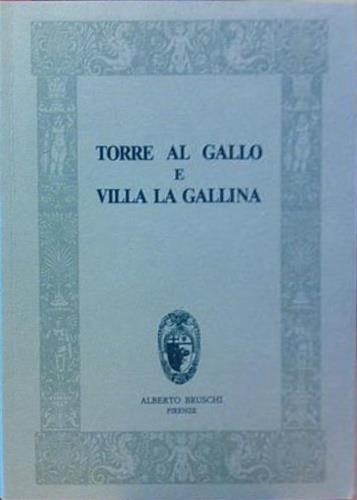 TORRE AL GALLO
E
VILLA LA GALLINA
ALBERTO BRUSCHI
FIRENZE